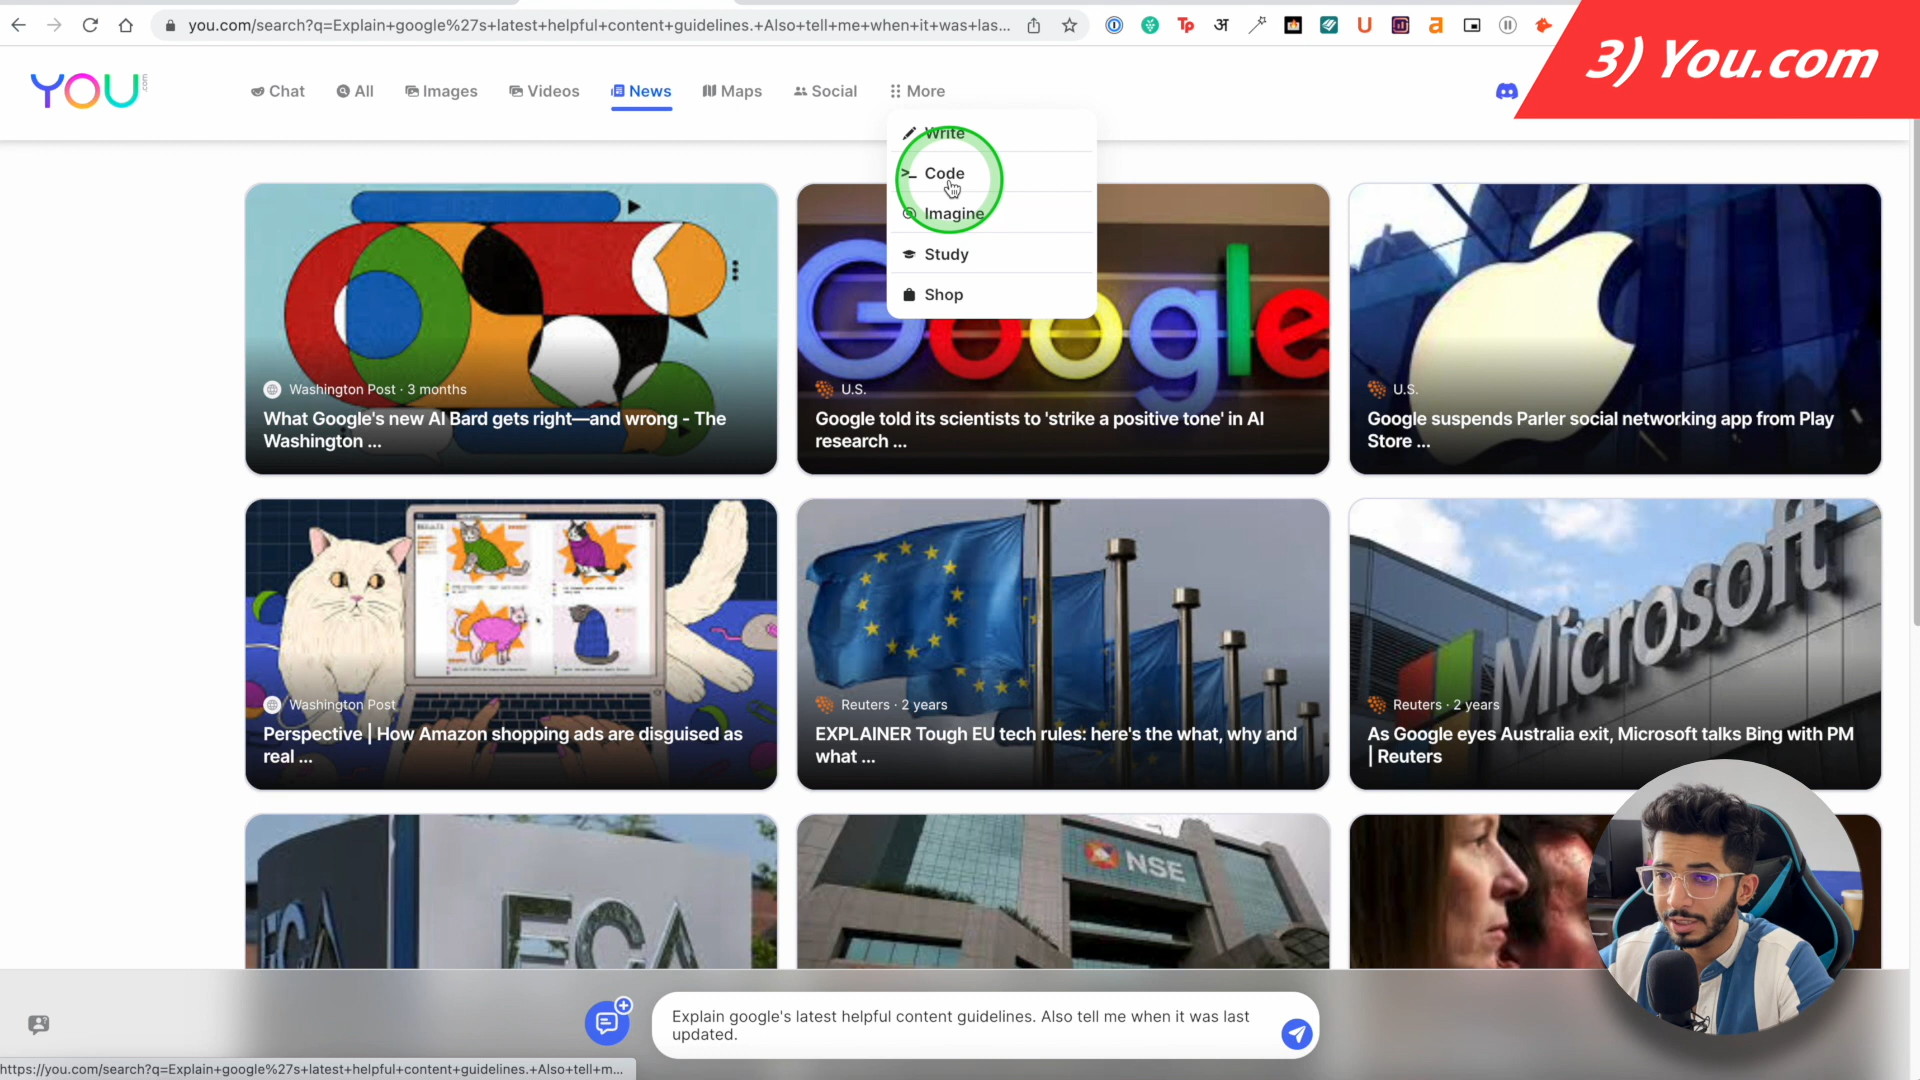 you.com/search?q=Explain+google%27s+latest+helpful+content+guidelines.+Also+tell+me+when+it+was+las...
3) You.com
YOU.com
Chat
All
Images
Videos
News
Maps
Social
More
Write
Code
Imagine
Study
Shop
Washington Post · 3 months
What Google's new AI Bard gets right—and wrong - The
Washington ...
Google
U.S.
Google told its scientists to 'strike a positive tone' in AI
research ...
U.S.
Google suspends Parler social networking app from Play
Store ...
Washington Post
Perspective | How Amazon shopping ads are disguised as
real ...
Reuters · 2 years
EXPLAINER Tough EU tech rules: here's the what, why and
what ...
Microsoft
Reuters · 2 years
As Google eyes Australia exit, Microsoft talks Bing with PM
| Reuters
FCA
FCA
NSE
Explain google's latest helpful content guidelines. Also tell me when it was last
updated.
https://you.com/search?q=Explain+google%27s+latest+helpful+content+guidelines.+Also+tell+m...